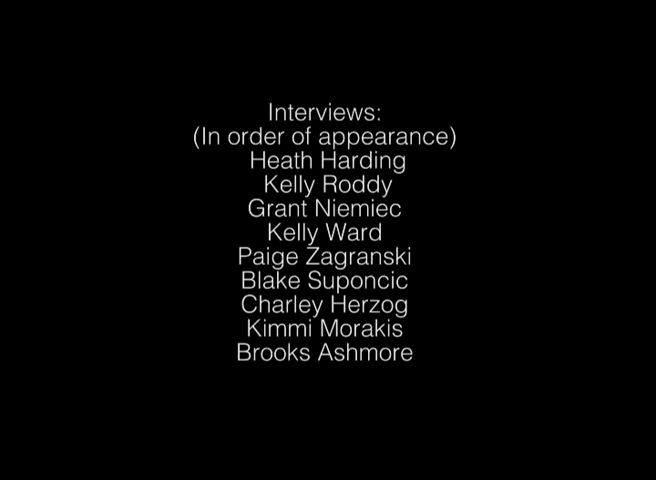 Interviews:
(In order of appearance)
Heath Harding
Kelly Roddy
Grant Niemiec
Kelly Ward
Paige Zagranski
Blake Suponcic
Charley Herzog
Kimmi Morakis
Brooks Ashmore